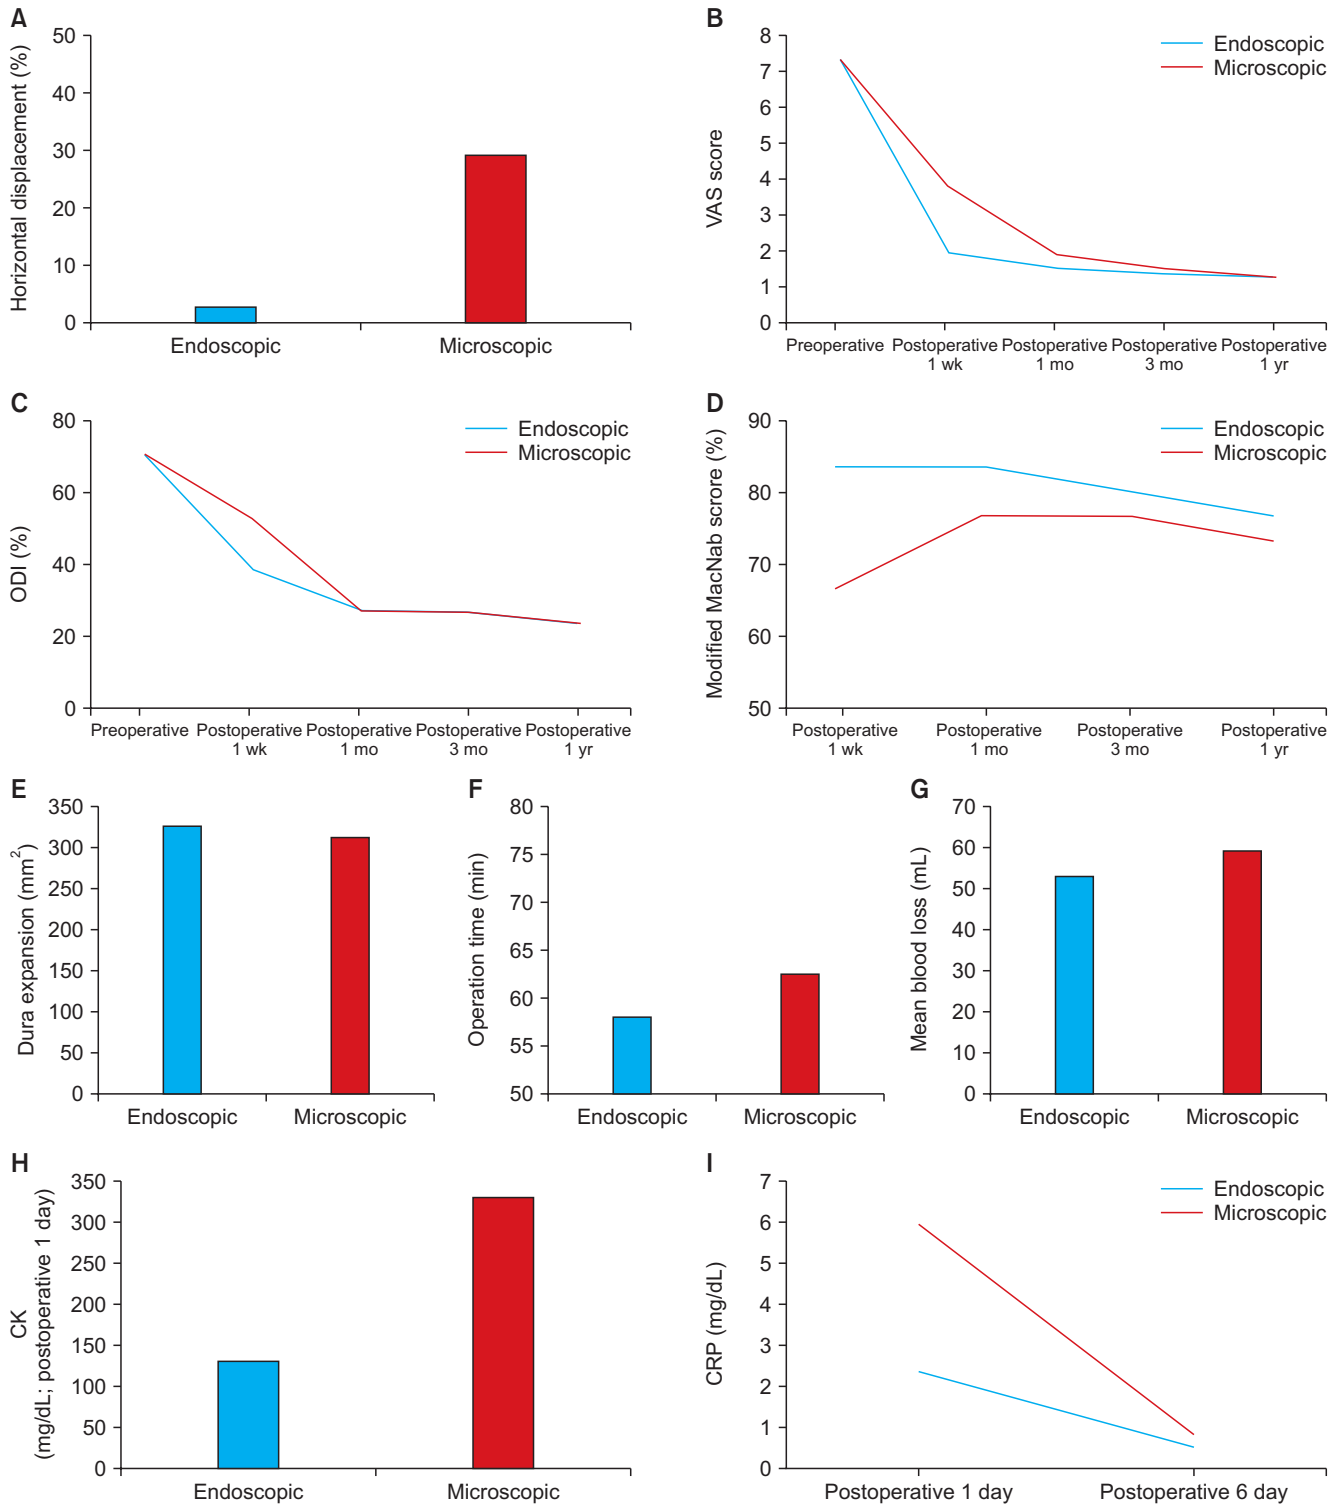 A
Horizontal displacement (%)
50
40
30
20
10
0
Endoscopic Microscopic
B
VAS score
8
7
6
5
4
3
2
1
0
Endoscopic
Microscopic
Preoperative Postoperative Postoperative Postoperative Postoperative
1 wk 1 mo 3 mo 1 yr
C
ODI (%)
80
60
40
20
0
Endoscopic
Microscopic
Preoperative Postoperative Postoperative Postoperative Postoperative
1 wk 1 mo 3 mo 1 yr
D
Modified MacNab scrore (%)
90
80
70
60
50
Endoscopic
Microscopic
Postoperative Postoperative Postoperative Postoperative
1 wk 1 mo 3 mo 1 yr
E
Dura expansion (mm²)
350
300
250
200
150
100
50
0
Endoscopic Microscopic
F
Operation time (min)
80
75
70
65
60
55
50
Endoscopic Microscopic
G
Mean blood loss (mL)
70
60
50
40
30
20
10
0
Endoscopic Microscopic
H
CK
(mg/dL; postoperative 1 day)
350
300
250
200
150
100
50
0
Endoscopic Microscopic
I
CRP (mg/dL)
7
6
5
4
3
2
1
0
Endoscopic
Microscopic
Postoperative 1 day Postoperative 6 day